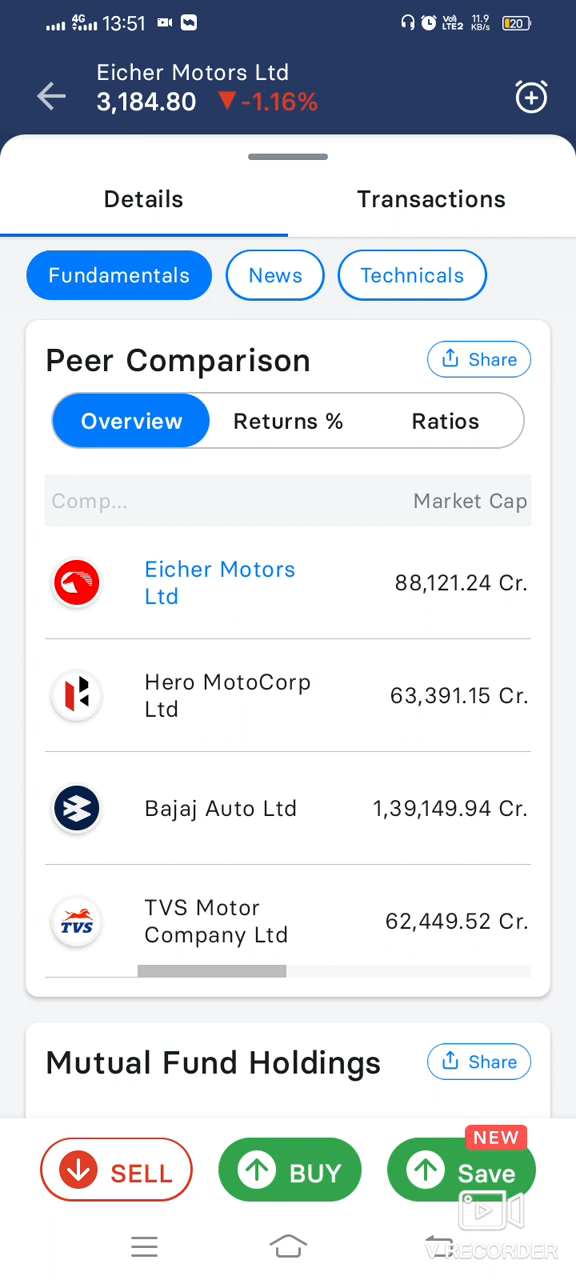 4G 13:51 Vo)) LTE2 11.9 KB/s 20
Eicher Motors Ltd
3,184.80 ▼-1.16%
Details Transactions
Fundamentals News Technicals
Peer Comparison Share
Overview Returns % Ratios
Comp... Market Cap
Eicher Motors
Ltd
88,121.24 Cr.
Hero MotoCorp
Ltd
63,391.15 Cr.
Bajaj Auto Ltd 1,39,149.94 Cr.
TVS
TVS Motor
Company Ltd
62,449.52 Cr.
Mutual Fund Holdings Share
NEW
SELL BUY Save
V RECORDER